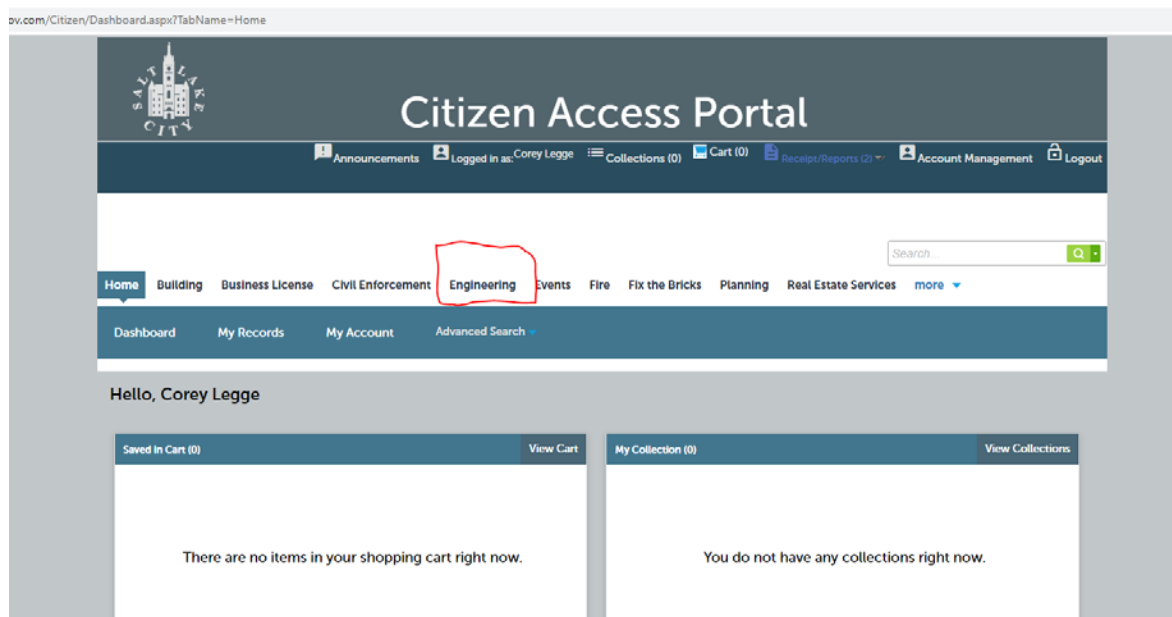 ov.com/Citizen/Dashboard.aspx?TabName=Home
SALT LAKE CITY
Citizen Access Portal
Announcements Logged in as:Corey Legge Collections (0) Cart (0) Receipt/Reports (2) Account Management Logout
Search...
Home Building Business License Civil Enforcement Engineering Events Fire Fix the Bricks Planning Real Estate Services more
Dashboard My Records My Account Advanced Search
Hello, Corey Legge
Saved in Cart (0) View Cart My Collection (0) View Collections
There are no items in your shopping cart right now. You do not have any collections right now.